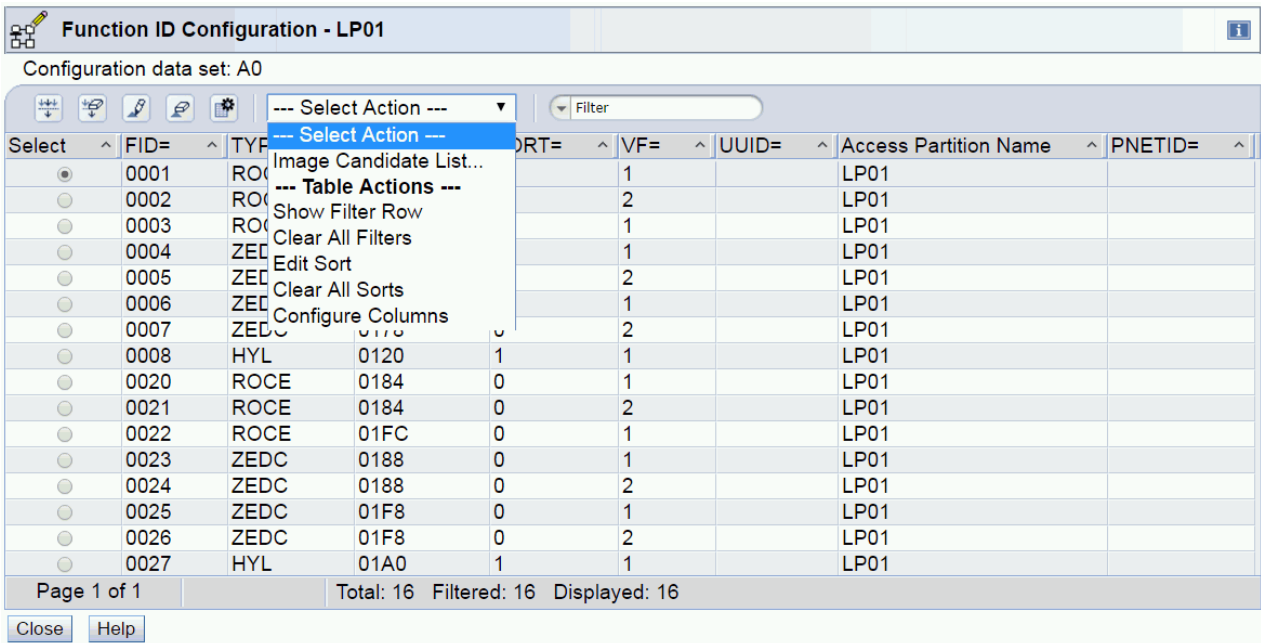 Function ID Configuration - LP01
i
Configuration data set: A0
--- Select Action --- Filter
Select FID= UUID= VF= Access Partition Name PNETID=
--- Select Action ---
Image Candidate List...
--- Table Actions ---
Show Filter Row
Clear All Filters
Edit Sort
Clear All Sorts
Configure Columns
0001 1 LP01
0002 2 LP01
0003 1 LP01
0004 1 LP01
0005 2 LP01
0006 1 LP01
0007 2 LP01
0008 HYL 0120 1 1 LP01
0020 ROCE 0184 0 1 LP01
0021 ROCE 0184 0 2 LP01
0022 ROCE 01FC 0 1 LP01
0023 ZEDC 0188 0 1 LP01
0024 ZEDC 0188 0 2 LP01
0025 ZEDC 01F8 0 1 LP01
0026 ZEDC 01F8 0 2 LP01
0027 HYL 01A0 1 1 LP01
Page 1 of 1 Total: 16 Filtered: 16 Displayed: 16
Close Help